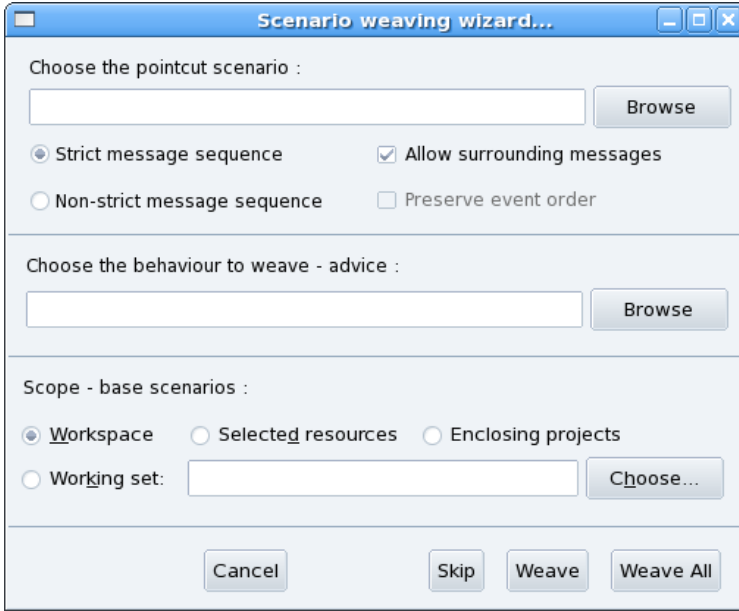 Scenario weaving wizard...
Choose the pointcut scenario :
Browse
Strict message sequence Allow surrounding messages
Non-strict message sequence Preserve event order
Choose the behaviour to weave - advice :
Browse
Scope - base scenarios :
Workspace Selected resources Enclosing projects
Working set: Choose...
Cancel Skip Weave Weave All